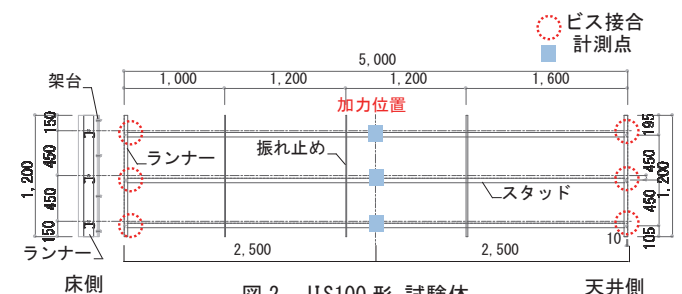 ビス接合
計測点
5,000
1,000
1,200
1,200
1,600
架台
加力位置
150
450
450
150
1,200
ランナー
振れ止め
スタッド
195
450
450
105
1,200
10
ランナー
2,500
2,500
床側
天井側